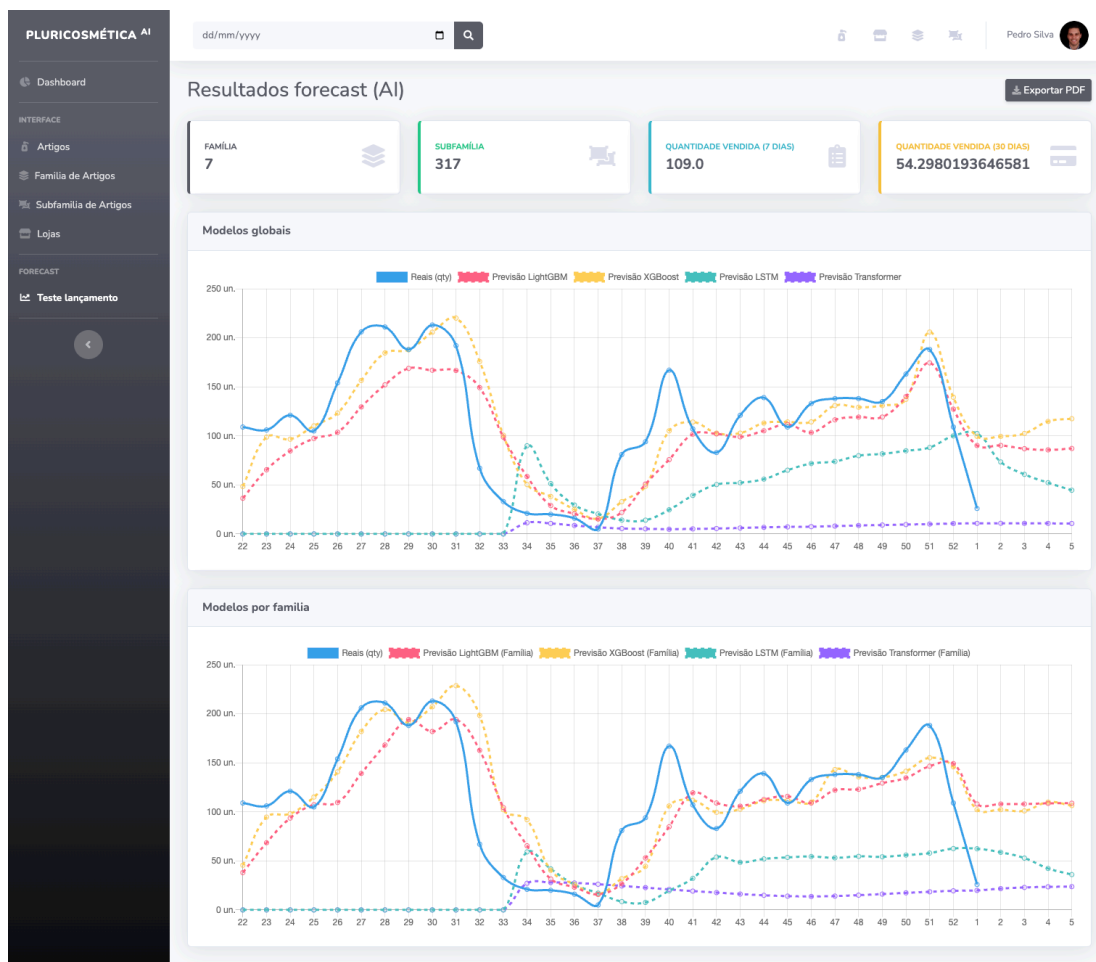 PLURICOSMÉTICA AI
dd/mm/yyyy
Pedro Silva
Dashboard
INTERFACE
Artigos
Familia de Artigos
Subfamilia de Artigos
Lojas
FORECAST
Teste lançamento
Resultados forecast (AI)
Exportar PDF
FAMÍLIA
7
SUBFAMÍLIA
317
QUANTIDADE VENDIDA (7 DIAS)
109.0
QUANTIDADE VENDIDA (30 DIAS)
54.2980193646581
Modelos globais
Reais (qty) Previsão LightGBM Previsão XGBoost Previsão LSTM Previsão Transformer
250 un.
200 un.
150 un.
100 un.
50 un.
0 un.
22 23 24 25 26 27 28 29 30 31 32 33 34 35 36 37 38 39 40 41 42 43 44 45 46 47 48 49 50 51 52 1 2 3 4 5
Modelos por familia
Reais (qty) Previsão LightGBM (Família) Previsão XGBoost (Família) Previsão LSTM (Família) Previsão Transformer (Família)
250 un.
200 un.
150 un.
100 un.
50 un.
0 un.
22 23 24 25 26 27 28 29 30 31 32 33 34 35 36 37 38 39 40 41 42 43 44 45 46 47 48 49 50 51 52 1 2 3 4 5